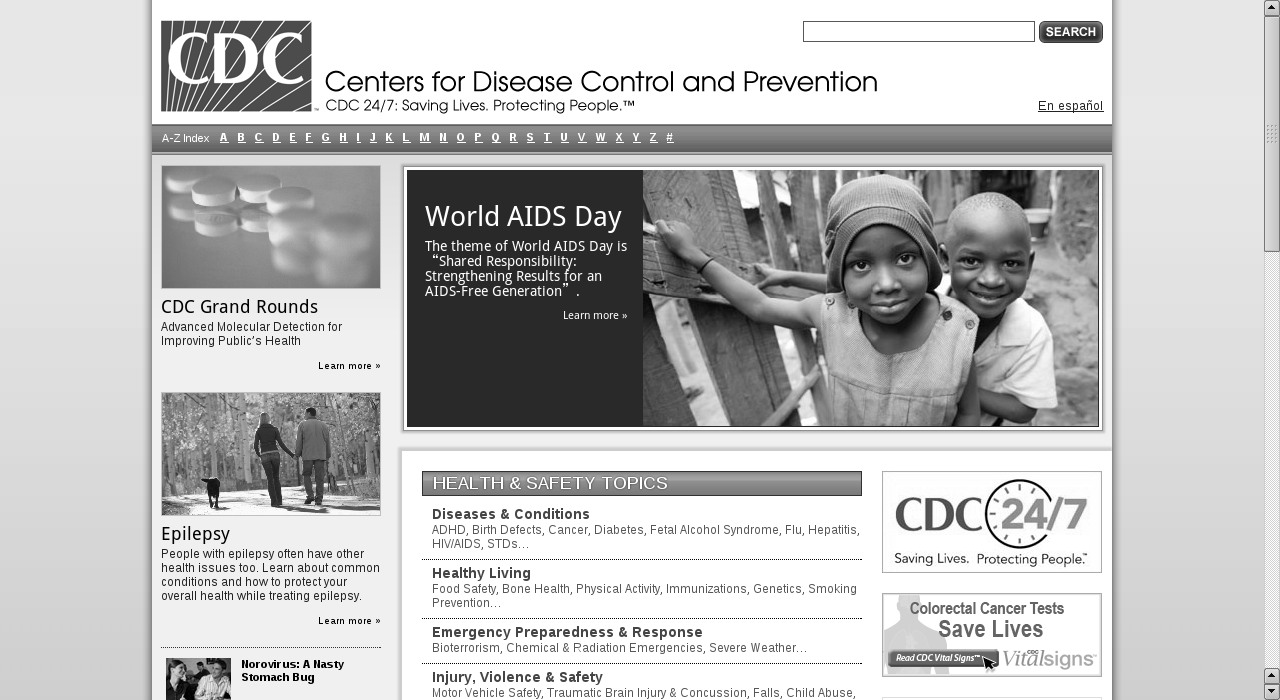 CDC
SEARCH
Centers for Disease Control and Prevention
CDC 24/7: Saving Lives. Protecting People.™
En español
A-Z Index A B C D E F G H I J K L M N O P Q R S T U V W X Y Z #
CDC Grand Rounds
Advanced Molecular Detection for
Improving Public’s Health
Learn more »
Epilepsy
People with epilepsy often have other
health issues too. Learn about common
conditions and how to protect your
overall health while treating epilepsy.
Learn more »
Norovirus: A Nasty
Stomach Bug
World AIDS Day
The theme of World AIDS Day is
“Shared Responsibility:
Strengthening Results for an
AIDS-Free Generation”.
Learn more »
HEALTH & SAFETY TOPICS
Diseases & Conditions
ADHD, Birth Defects, Cancer, Diabetes, Fetal Alcohol Syndrome, Flu, Hepatitis,
HIV/AIDS, STDs…
Healthy Living
Food Safety, Bone Health, Physical Activity, Immunizations, Genetics, Smoking
Prevention…
Emergency Preparedness & Response
Bioterrorism, Chemical & Radiation Emergencies, Severe Weather…
Injury, Violence & Safety
Motor Vehicle Safety, Traumatic Brain Injury & Concussion, Falls, Child Abuse,
CDC 24/7
Saving Lives. Protecting People.™
Colorectal Cancer Tests
Save Lives
Read CDC Vital Signs™
CDC Vitalsigns™